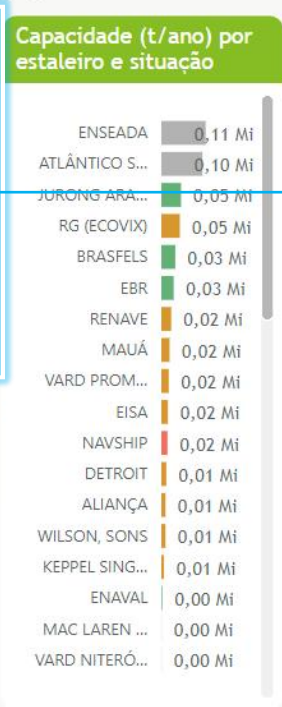 Capacidade (t/ano) por
estaleiro e situação
ENSEADA 0,11 Mi
ATLÂNTICO S... 0,10 Mi
JURONG ARA... 0,05 Mi
RG (ECOVIX) 0,05 Mi
BRASFELS 0,03 Mi
EBR 0,03 Mi
RENAVE 0,02 Mi
MAUÁ 0,02 Mi
VARD PROM... 0,02 Mi
EISA 0,02 Mi
NAVSHIP 0,02 Mi
DETROIT 0,01 Mi
ALIANÇA 0,01 Mi
WILSON, SONS 0,01 Mi
KEPPEL SING... 0,01 Mi
ENAVAL 0,00 Mi
MAC LAREN ... 0,00 Mi
VARD NITERÓ... 0,00 Mi